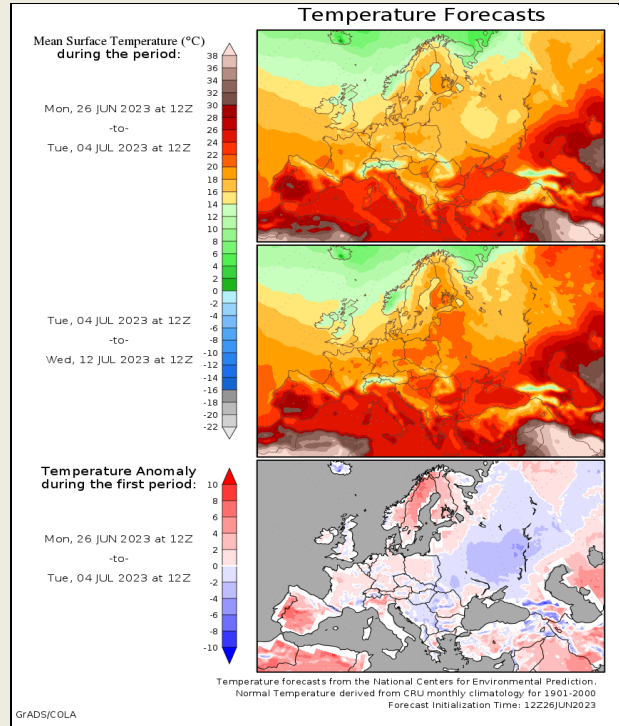 Temperature Forecasts
Mean Surface Temperature (°C)
during the period:
Mon, 26 JUN 2023 at 12Z
-to-
Tue, 04 JUL 2023 at 12Z
38
36
34
32
30
28
26
24
22
20
18
16
14
12
10
8
6
4
2
0
-2
-4
-6
-8
-10
-12
-14
-16
-18
-20
-22
Tue, 04 JUL 2023 at 12Z
-to-
Wed, 12 JUL 2023 at 12Z
Temperature Anomaly
during the first period:
Mon, 26 JUN 2023 at 12Z
-to-
Tue, 04 JUL 2023 at 12Z
10
8
6
4
2
0
-2
-4
-6
-8
-10
Temperature forecasts from the National Centers for Environmental Prediction.
Normal Temperature derived from CRU monthly climatology for 1901-2000
Forecast Initialization Time: 12Z26JUN2023
GrADS/COLA